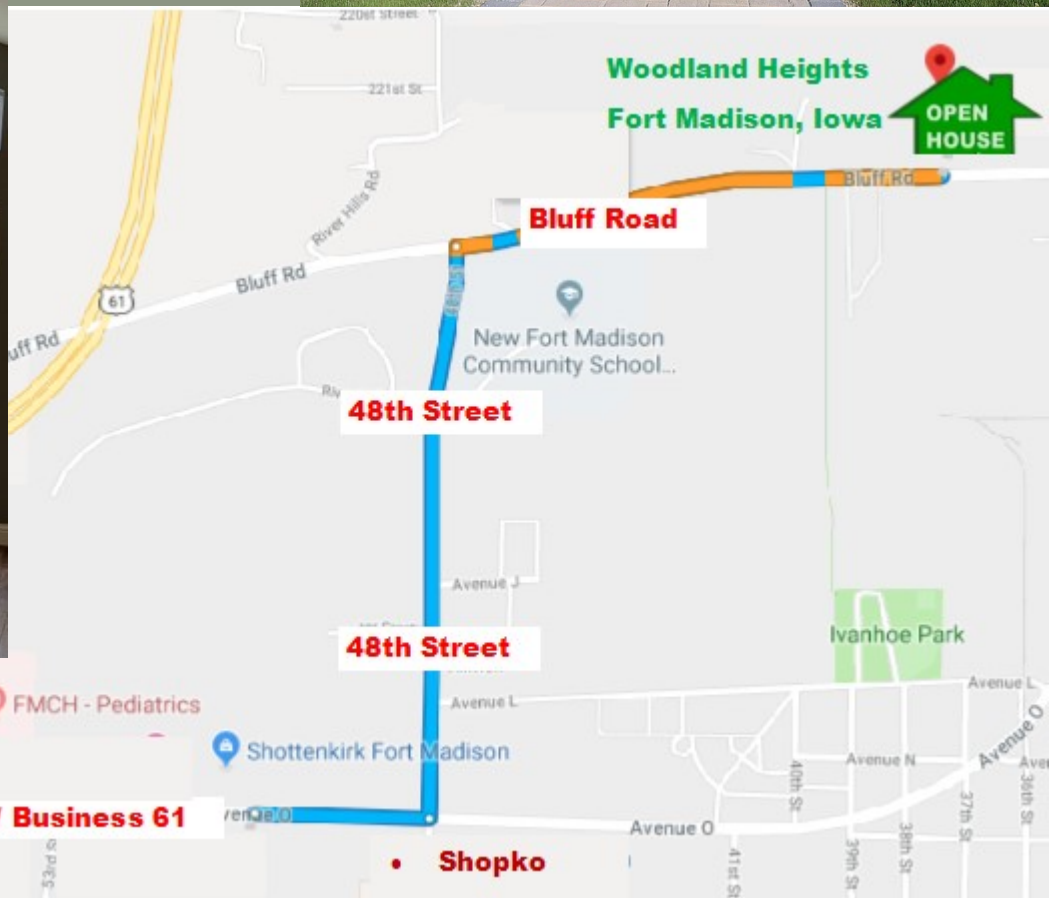 220st Street
221st St
Woodland Heights
Fort Madison, Iowa
OPEN
HOUSE
River Hills Rd
Bluff Rd
Bluff Road
Bluff Rd
61
uff Rd
New Fort Madison
Community School...
Riv
48th Street
Avenue J
48th Street
Ivanhoe Park
Avenue L
Avenue L
FMCH - Pediatrics
Shottenkirk Fort Madison
Avenue O
Avenue N
Ave
40th St
37th St
36th St
/ Business 61
venue O
Avenue O
Shopko
53rd S
41st S
39th St
38th St